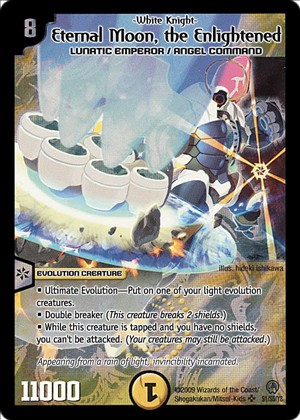 -White Knight-
8
Eternal Moon, the Enlightened
LUNATIC EMPEROR / ANGEL COMMAND
illus. hideki ishikawa
EVOLUTION CREATURE
▪ Ultimate Evolution—Put on one of your light evolution
creatures.
▪ Double breaker (This creature breaks 2 shields!)
▪ While this creature is tapped and you have no shields,
you can't be attacked. (Your creatures may still be attacked.)
Appearing from a rain of light, invincibility incarnated.
11000
1
©2009 Wizards of the Coast/
Shogakukan/Mitsui-Kids